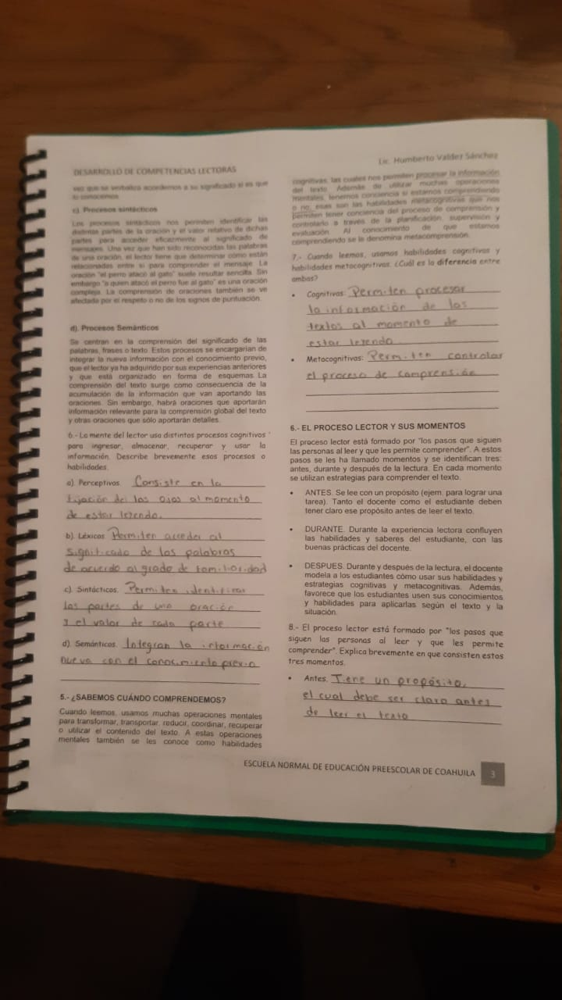 DESARROLLO DE COMPETENCIAS LECTORAS
Lic. Humberto Valdez Sánchez
vez que se verbaliza accedemos a su significado si es que
lo conocemos
c) Procesos sintácticos
Los procesos sintácticos nos permiten identificar las
distintas partes de la oración y el valor relativo de dichas
partes para acceder eficazmente al significado de
mensajes. Una vez que han sido reconocidas las palabras
de una oración, el lector tiene que determinar cómo están
relacionadas entre sí para comprender el mensaje. La
oración "el perro atacó al gato" suele resultar sencilla. Sin
embargo "a quien atacó el perro fue al gato" es una oración
compleja. La comprensión de oraciones también se ve
afectada por el respeto o no de los signos de puntuación.
d). Procesos Semánticos
Se centran en la comprensión del significado de las
palabras, frases o texto. Estos procesos se encargarían de
integrar la nueva información con el conocimiento previo,
que el lector ya ha adquirido por sus experiencias anteriores
y que está organizado en forma de esquemas. La
comprensión del texto surge como consecuencia de la
acumulación de la información que van aportando las
oraciones. Sin embargo, habrá oraciones que aportarán
información relevante para la comprensión global del texto
y otras oraciones que sólo aportarán detalles.
6.- La mente del lector usa distintos procesos cognitivos
para ingresar, almacenar, recuperar y usar la
información. Describe brevemente esos procesos o
habilidades.
a). Perceptivos. Consiste en la
fijación de los ojos al momento
de estar leyendo.
b). Léxicos. Permiten acceder al
significado de las palabras
de acuerdo al grado de familiaridad
c). Sintácticos. Permiten identificar
las partes de una oración
y el valor de cada parte
d). Semánticos. Integran la información
nueva con el conocimiento previo
5.- ¿SABEMOS CUÁNDO COMPRENDEMOS?
Cuando leemos, usamos muchas operaciones mentales
para transformar, transportar, reducir, coordinar, recuperar
o utilizar el contenido del texto. A estas operaciones
mentales también se les conoce como habilidades
cognitivas, las cuales nos permiten procesar la información
del texto. Además de utilizar muchas operaciones
mentales, tenemos conciencia si estamos comprendiendo
o no, esas son las habilidades metacognitivas que nos
permiten tener conciencia del proceso de comprensión y
controlarlo a través de la planificación, supervisión y
evaluación. Al conocimiento de que estamos
comprendiendo se le denomina metacomprensión.
7.- Cuando leemos, usamos habilidades cognitivas y
habilidades metacognitivas. ¿Cuál es la diferencia entre
ambas?
• Cognitivas: Permiten procesar
la información de los
textos al momento de
estar leyendo
• Metacognitivas: Permiten controlar
el proceso de comprensión
6.- EL PROCESO LECTOR Y SUS MOMENTOS
El proceso lector está formado por "los pasos que siguen
las personas al leer y que les permite comprender". A estos
pasos se les ha llamado momentos y se identifican tres:
antes, durante y después de la lectura. En cada momento
se utilizan estrategias para comprender el texto.
• ANTES. Se lee con un propósito (ejem. para lograr una
tarea). Tanto el docente como el estudiante deben
tener claro ese propósito antes de leer el texto.
• DURANTE. Durante la experiencia lectora confluyen
las habilidades y saberes del estudiante, con las
buenas prácticas del docente.
• DESPUES. Durante y después de la lectura, el docente
modela a los estudiantes cómo usar sus habilidades y
estrategias cognitivas y metacognitivas. Además,
favorece que los estudiantes usen sus conocimientos
y habilidades para aplicarlas según el texto y la
situación.
8.- El proceso lector está formado por "los pasos que
siguen las personas al leer y que les permite
comprender". Explica brevemente en que consisten estos
tres momentos.
• Antes. Tiene un propósito,
el cual debe ser claro antes
de leer el texto
ESCUELA NORMAL DE EDUCACIÓN PREESCOLAR DE COAHUILA
3